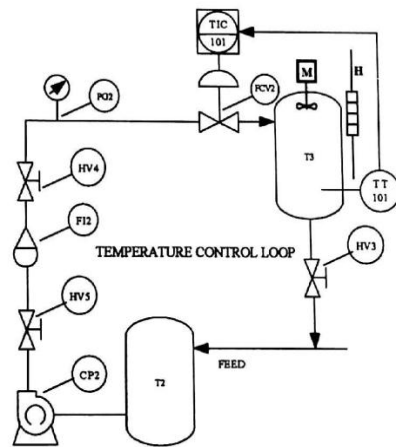 TIC
101
PG2
FCV2
M
H
T3
HV4
TT
101
FI2
TEMPERATURE CONTROL LOOP
HV3
HV5
FEED
CP2
T2